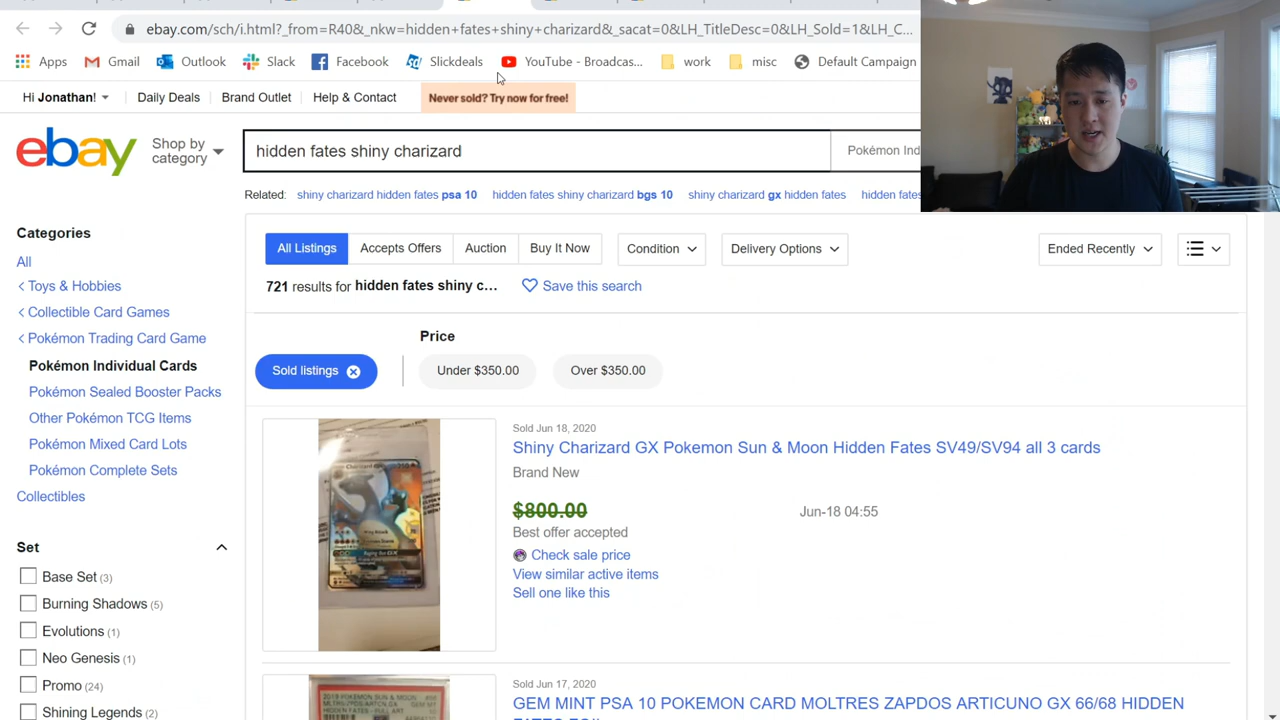 ebay.com/sch/i.html?_from=R40&_nkw=hidden+fates+shiny+charizard&_sacat=0&LH_TitleDesc=0&LH_Sold=1&LH_C...
Apps Gmail Outlook Slack Facebook Slickdeals YouTube - Broadcas... work misc Default Campaign
Hi Jonathan! Daily Deals Brand Outlet Help & Contact Never sold? Try now for free!
ebay Shop by category hidden fates shiny charizard Pokémon Ind
Related: shiny charizard hidden fates psa 10 hidden fates shiny charizard bgs 10 shiny charizard gx hidden fates hidden fates
Categories
All
Toys & Hobbies
Collectible Card Games
Pokémon Trading Card Game
Pokémon Individual Cards
Pokémon Sealed Booster Packs
Other Pokémon TCG Items
Pokémon Mixed Card Lots
Pokémon Complete Sets
Collectibles
Set
Base Set (3)
Burning Shadows (5)
Evolutions (1)
Neo Genesis (1)
Promo (24)
Shining Legends (2)
All Listings Accepts Offers Auction Buy It Now Condition Delivery Options Ended Recently
721 results for hidden fates shiny c... Save this search
Price
Sold listings Under $350.00 Over $350.00
Sold Jun 18, 2020
Shiny Charizard GX Pokemon Sun & Moon Hidden Fates SV49/SV94 all 3 cards
Brand New
$800.00 Jun-18 04:55
Best offer accepted
Check sale price
View similar active items
Sell one like this
Sold Jun 17, 2020
GEM MINT PSA 10 POKEMON CARD MOLTRES ZAPDOS ARTICUNO GX 66/68 HIDDEN